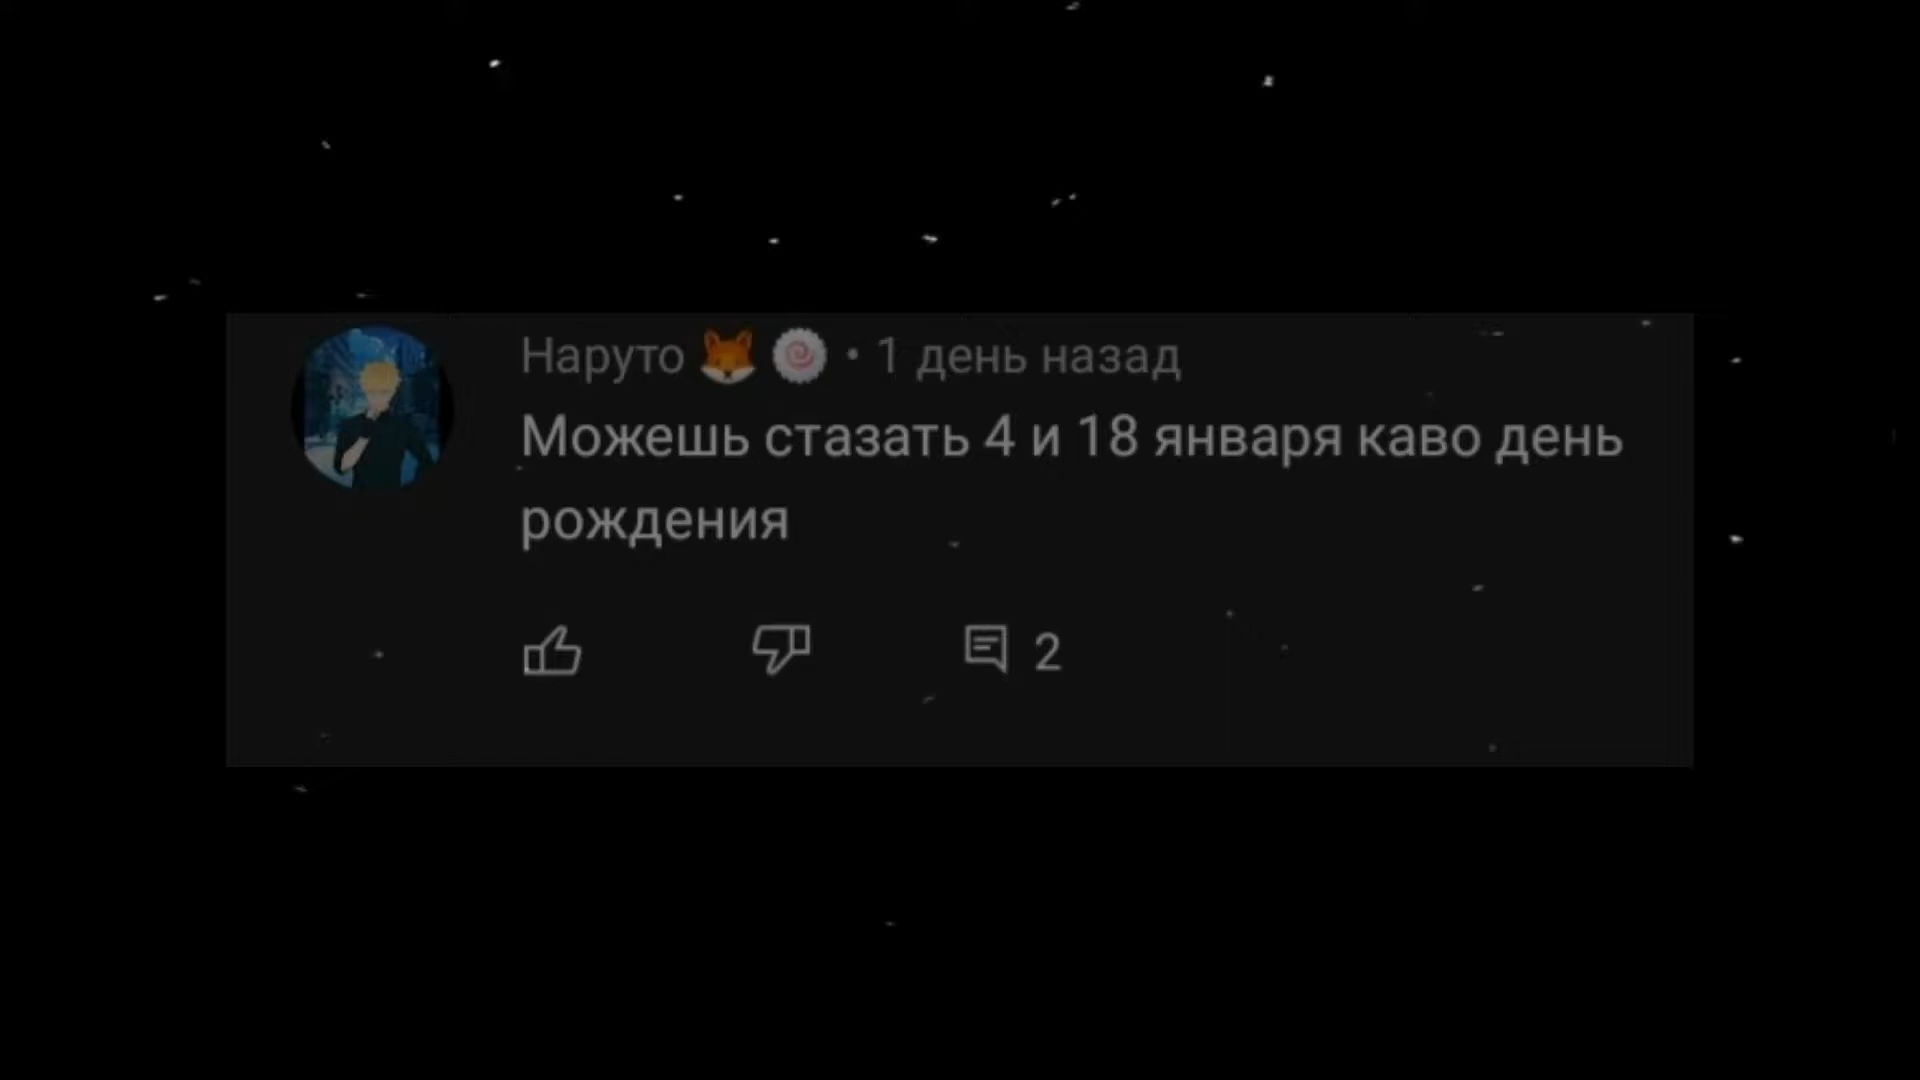 Наруто 🦊🍥 • 1 день назад
Можешь стазать 4 и 18 января каво день
рождения
2